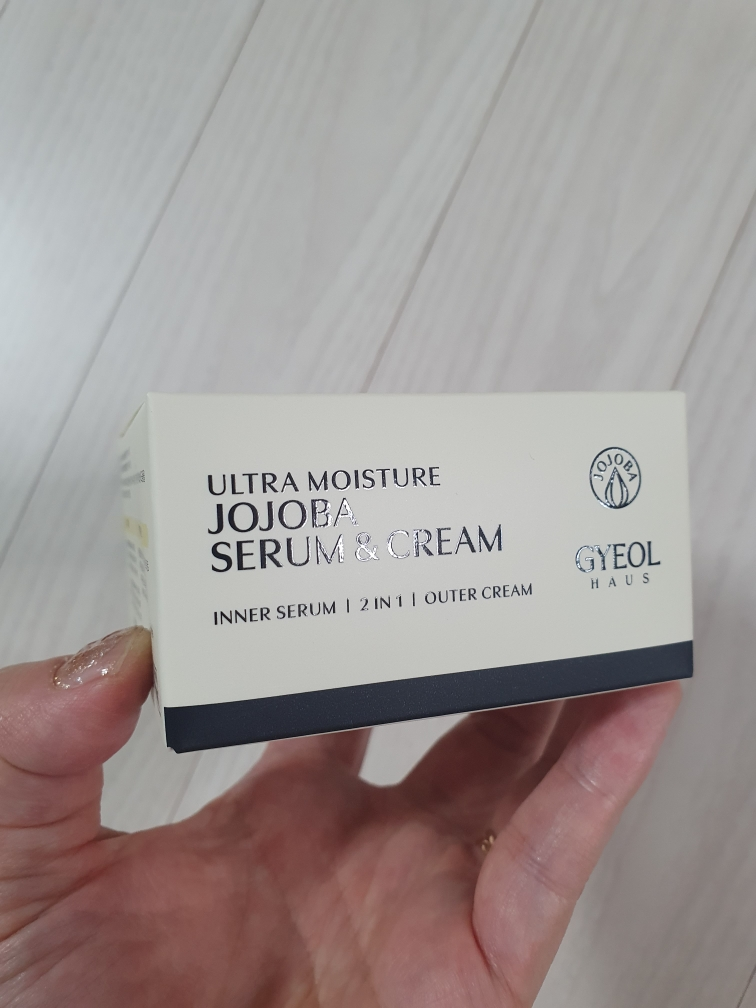 ULTRA MOISTURE
JOJOBA
SERUM & CREAM
INNER SERUM | 2 IN 1 | OUTER CREAM
JOJOBA
GYEOL
HAUS